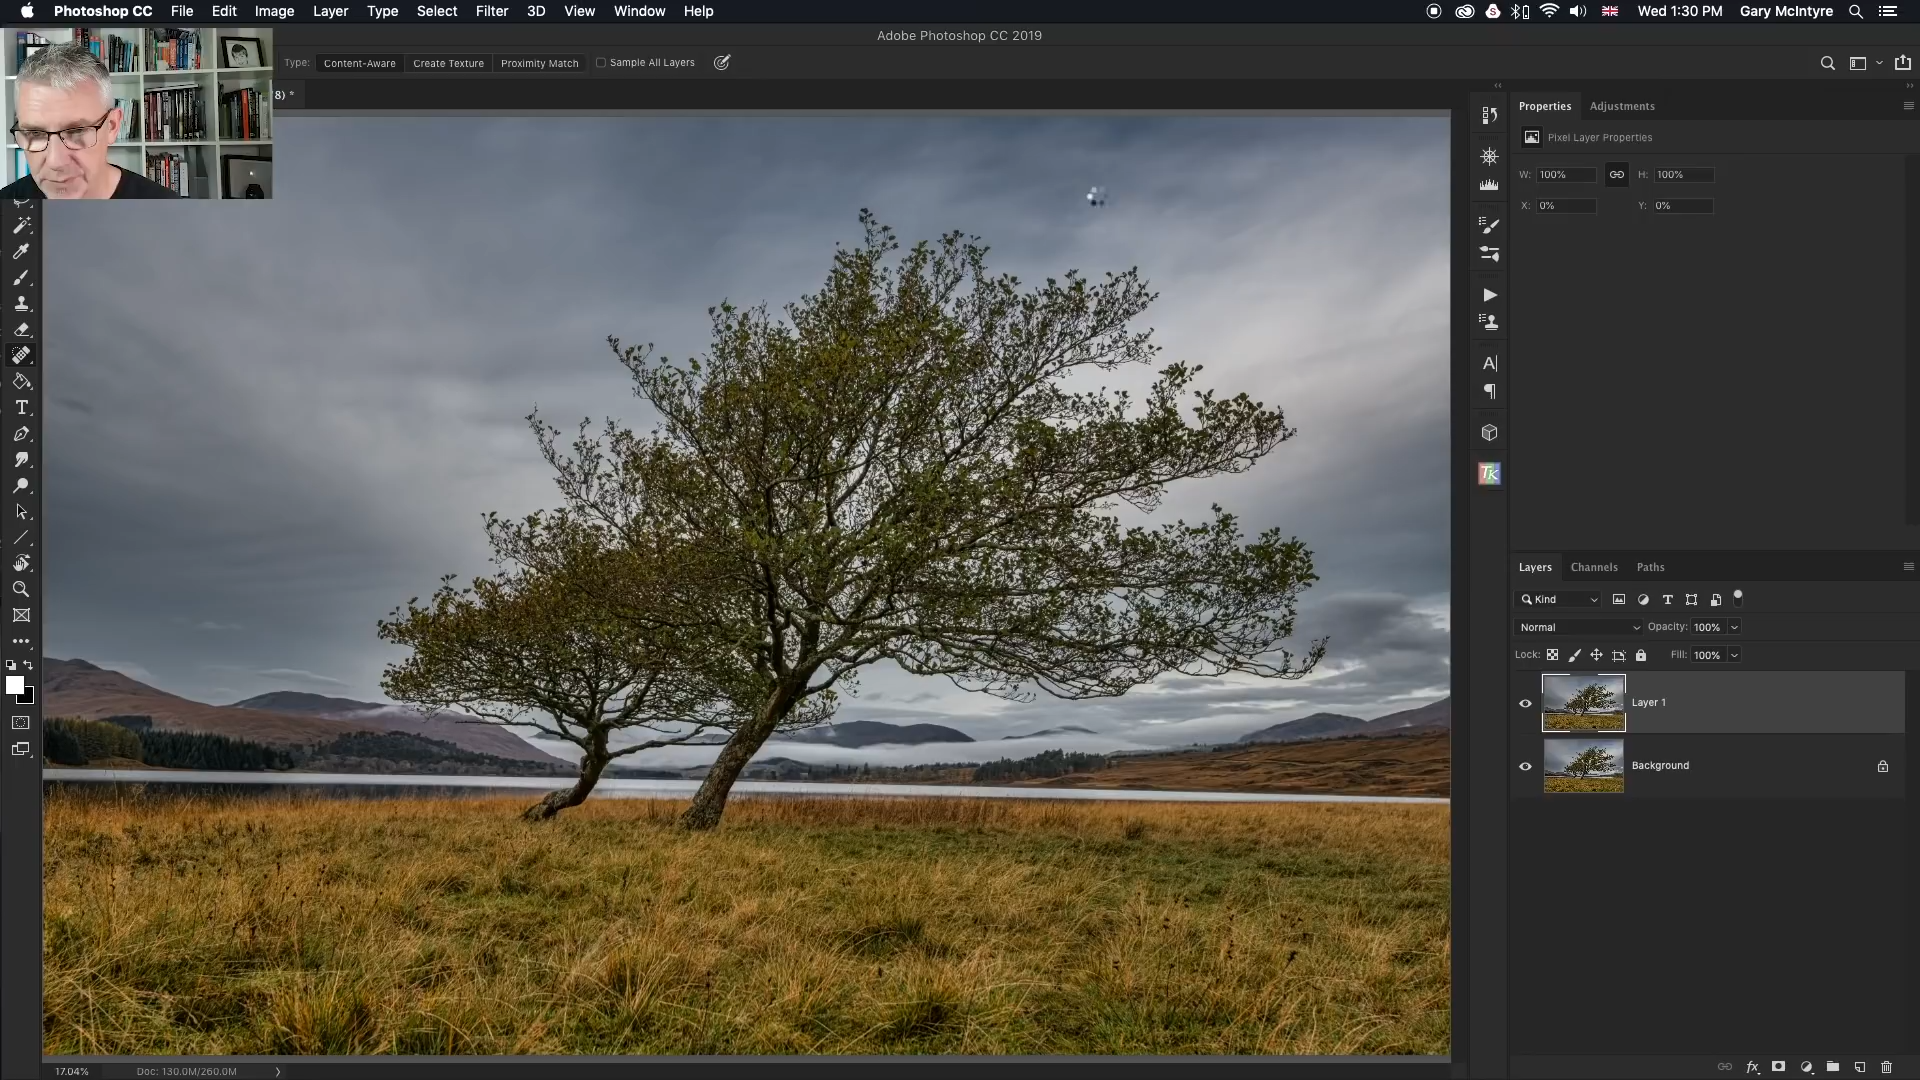 Photoshop CC File Edit Image Layer Type Select Filter 3D View Window Help Wed 1:30 PM Gary McIntyre
Adobe Photoshop CC 2019
Type: Content-Aware Create Texture Proximity Match Sample All Layers
8) *
Properties Adjustments
Pixel Layer Properties
W: 100% H: 100%
X: 0% Y: 0%
A
TK
Layers Channels Paths
Kind
Normal Opacity: 100%
Lock: Fill: 100%
Layer 1
Background
fx
17.04% Doc: 130.0M/260.0M